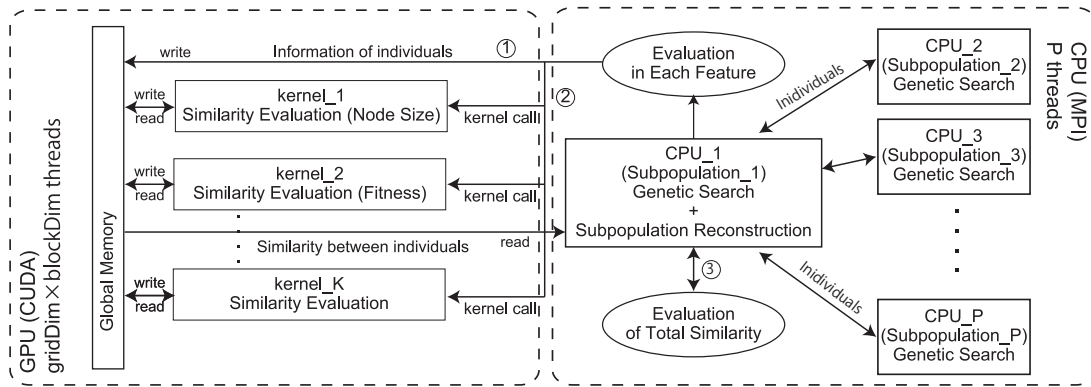 GPU (CUDA)
gridDim×blockDim threads
Global Memory
write
Information of individuals
①
write
read
kernel_1
Similarity Evaluation (Node Size)
kernel call
②
write
read
kernel_2
Similarity Evaluation (Fitness)
kernel call
Similarity between individuals
read
write
read
kernel_K
Similarity Evaluation
kernel call
Evaluation
in Each Feature
CPU_1
(Subpopulation_1)
Genetic Search
+
Subpopulation Reconstruction
③
Evaluation
of Total Similarity
Inidividuals
Inidividuals
CPU_2
(Subpopulation_2)
Genetic Search
CPU_3
(Subpopulation_3)
Genetic Search
CPU_P
(Subpopulation_P)
Genetic Search
CPU (MPI)
P threads